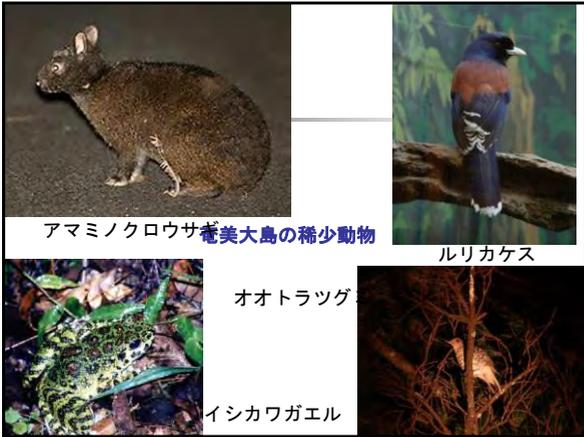 アマミノクロウサギ
奄美大島の稀少動物
ルリカケス
オオトラツグミ
イシカワガエル